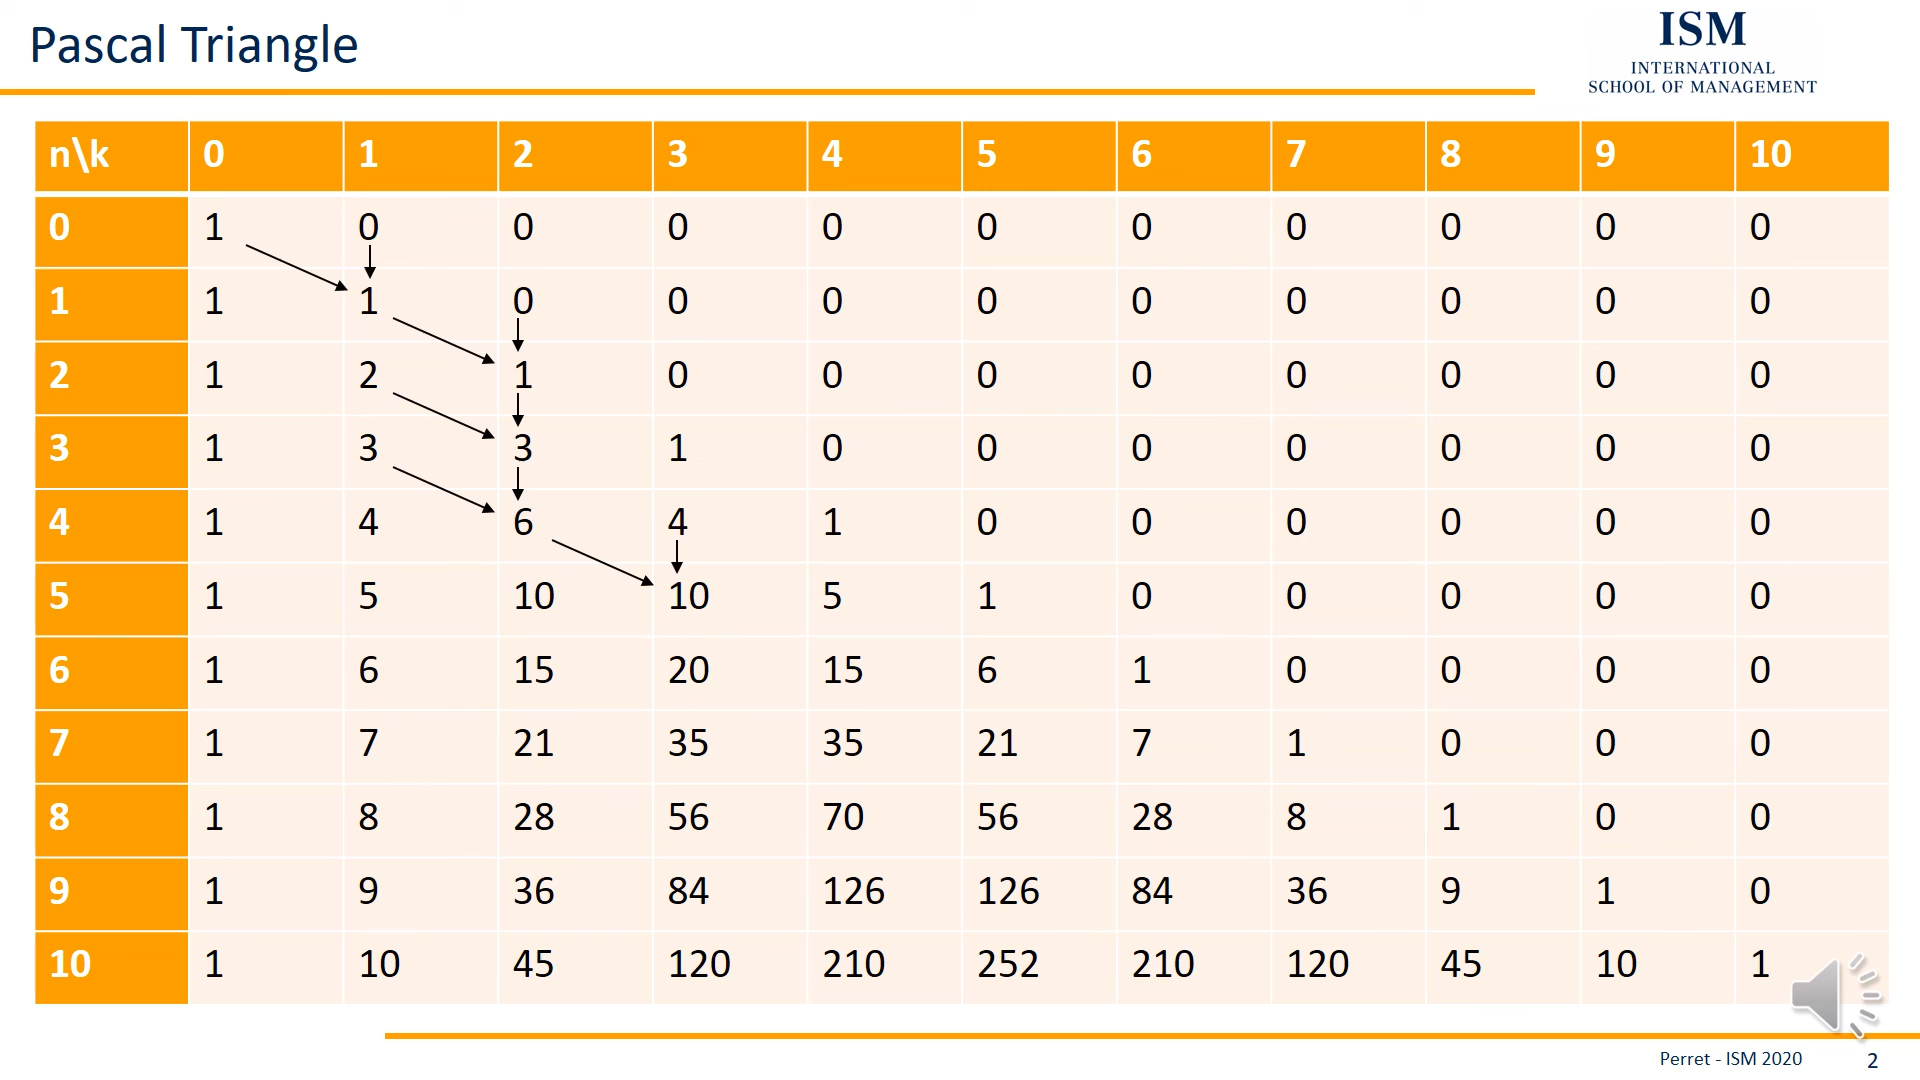 Pascal Triangle
ISM
INTERNATIONAL
SCHOOL OF MANAGEMENT
n\k 0 1 2 3 4 5 6 7 8 9 10
0 1 0 0 0 0 0 0 0 0 0 0
1 1 1 0 0 0 0 0 0 0 0 0
2 1 2 1 0 0 0 0 0 0 0 0
3 1 3 3 1 0 0 0 0 0 0 0
4 1 4 6 4 1 0 0 0 0 0 0
5 1 5 10 10 5 1 0 0 0 0 0
6 1 6 15 20 15 6 1 0 0 0 0
7 1 7 21 35 35 21 7 1 0 0 0
8 1 8 28 56 70 56 28 8 1 0 0
9 1 9 36 84 126 126 84 36 9 1 0
10 1 10 45 120 210 252 210 120 45 10 1
Perret - ISM 2020 2